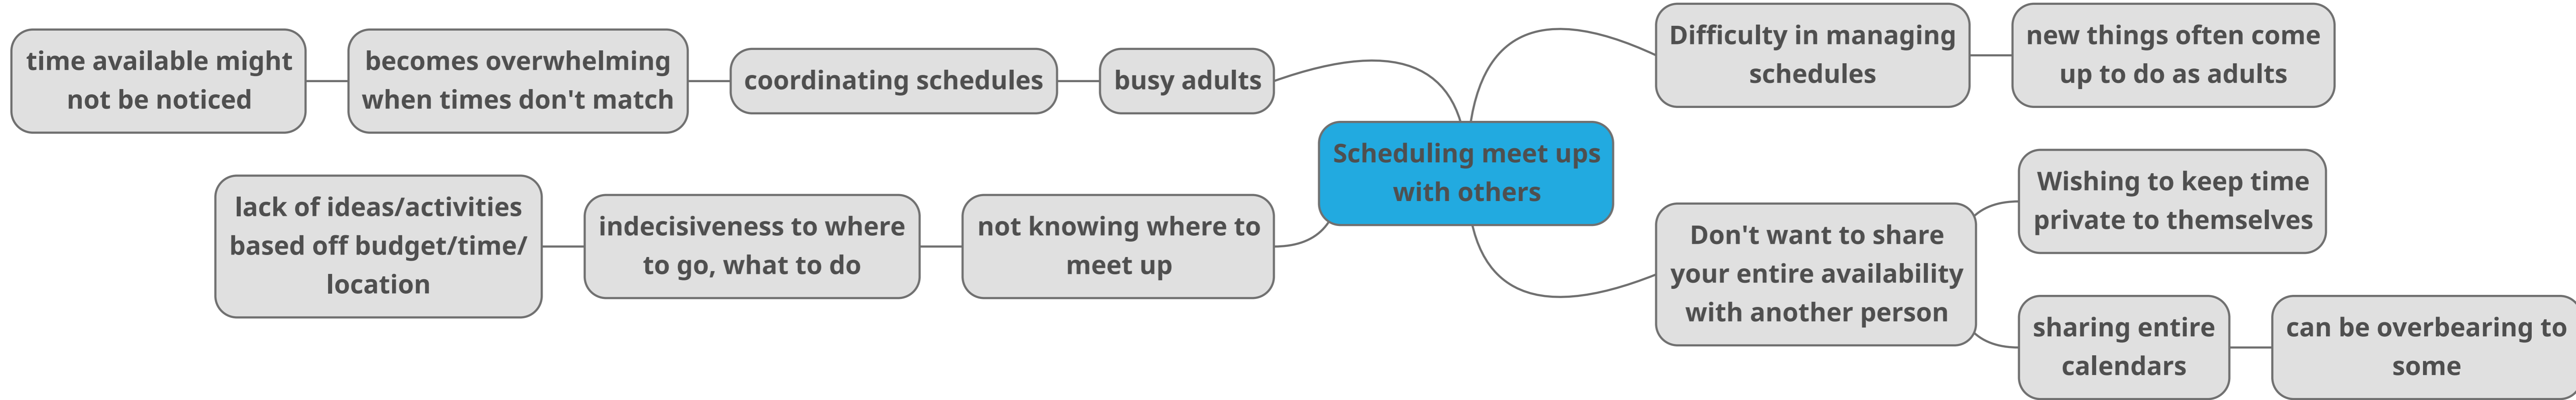 time available might
not be noticed
becomes overwhelming
when times don't match
coordinating schedules
busy adults
lack of ideas/activities
based off budget/time/
location
indecisiveness to where
to go, what to do
not knowing where to
meet up
Scheduling meet ups
with others
Difficulty in managing
schedules
new things often come
up to do as adults
Don't want to share
your entire availability
with another person
Wishing to keep time
private to themselves
sharing entire
calendars
can be overbearing to
some